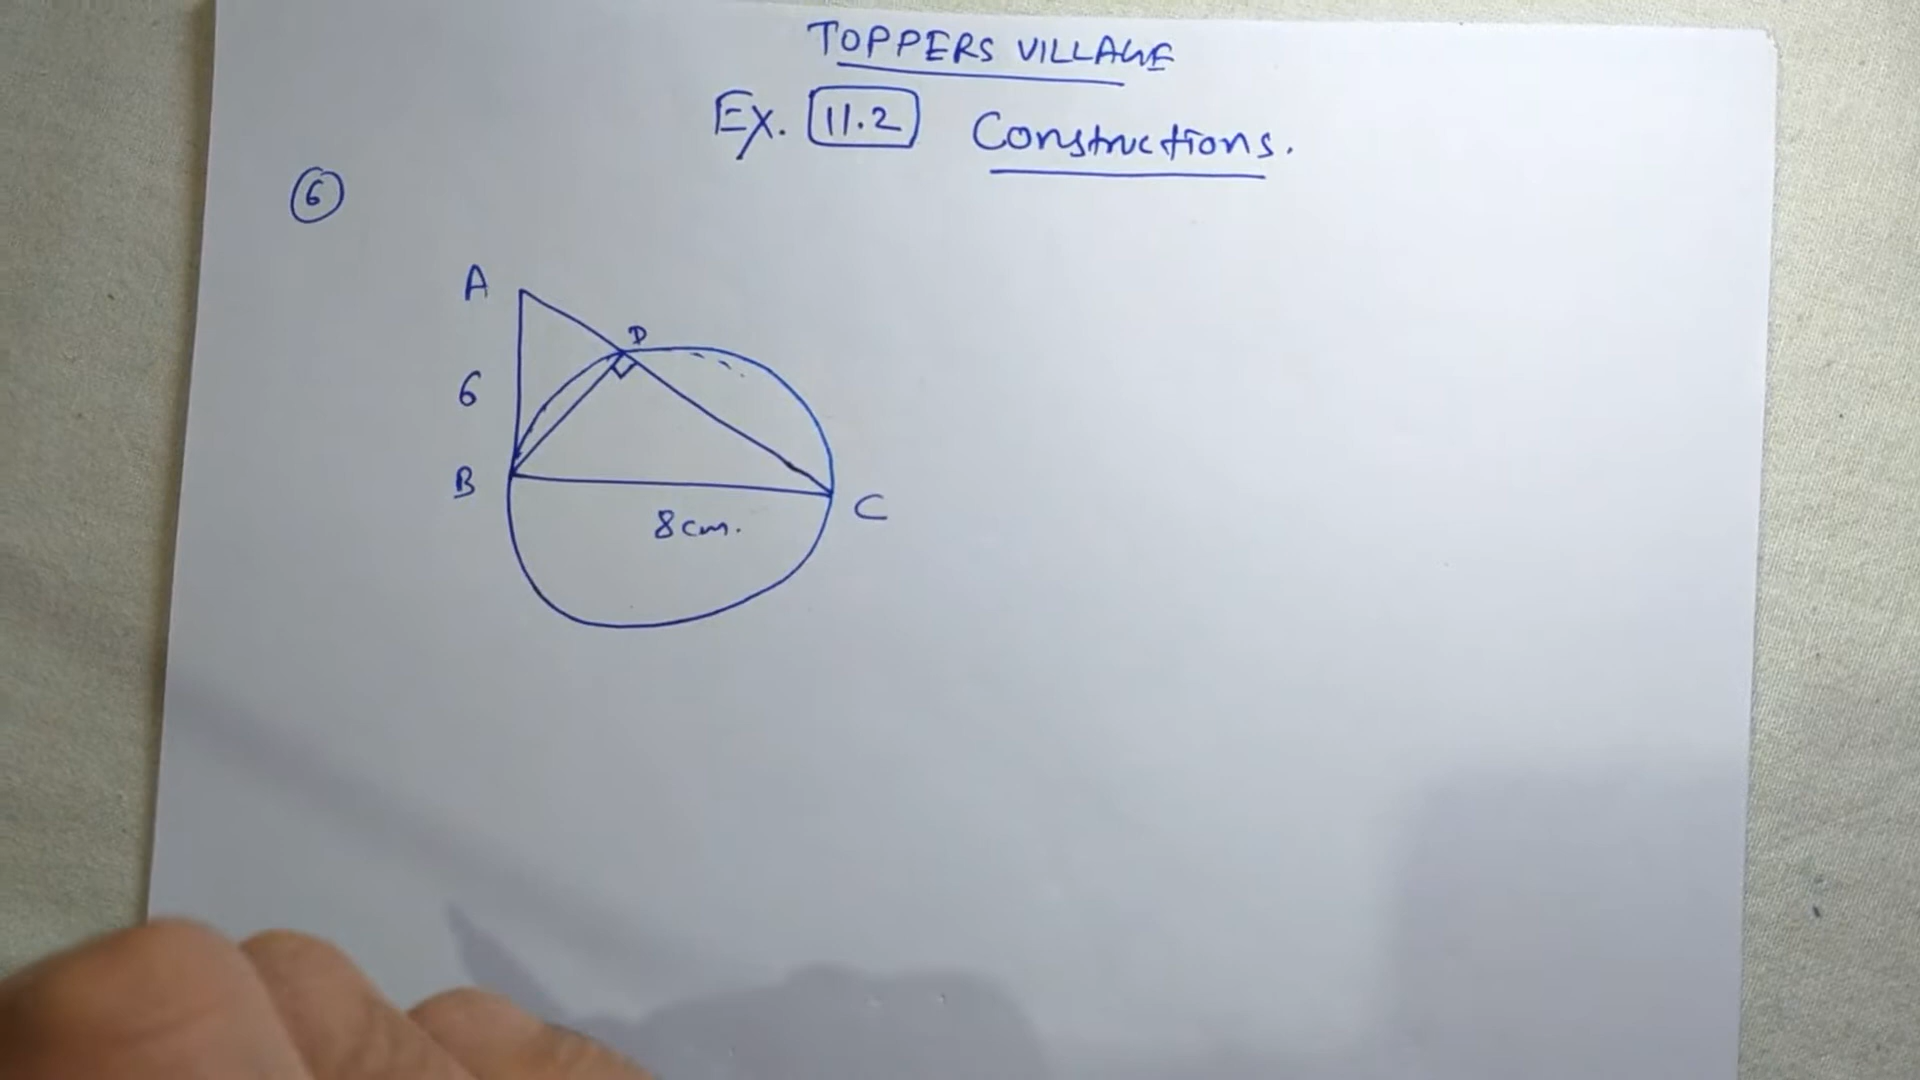 TOPPERS VILLAGE
Ex. 11.2 Constructions.
6
A
D
6
B
C
8cm.